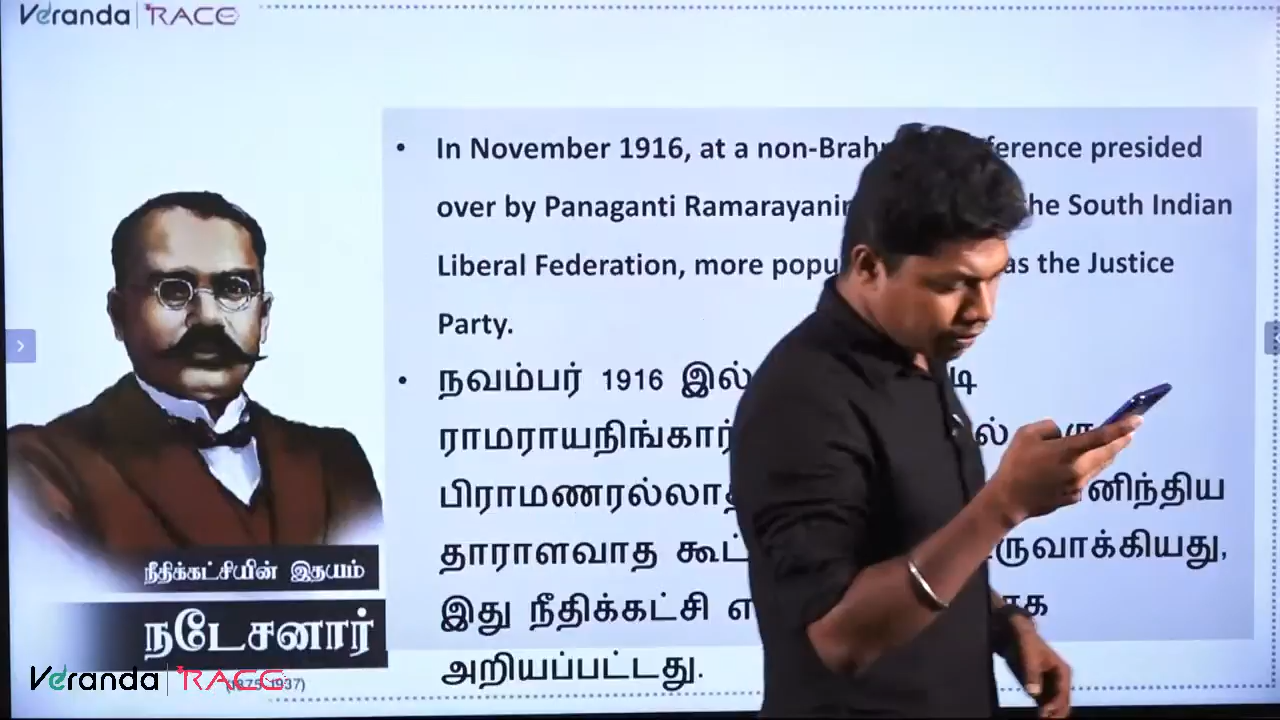 Veranda RACE
In November 1916, at a non-Brah ference presided
over by Panaganti Ramarayanin the South Indian
Liberal Federation, more popu as the Justice
Party.
நவம்பர் 1916 இல் டி
ராமராயநிங்கார் ல்
பிராமணரல்லாத னிந்திய
தாராளவாத கூட் ருவாக்கியது,
இது நீதிக்கட்சி எ க
அறியப்பட்டது.
நீதிக்கட்சியின் இதயம்
நடேசனார்
Veranda RACE